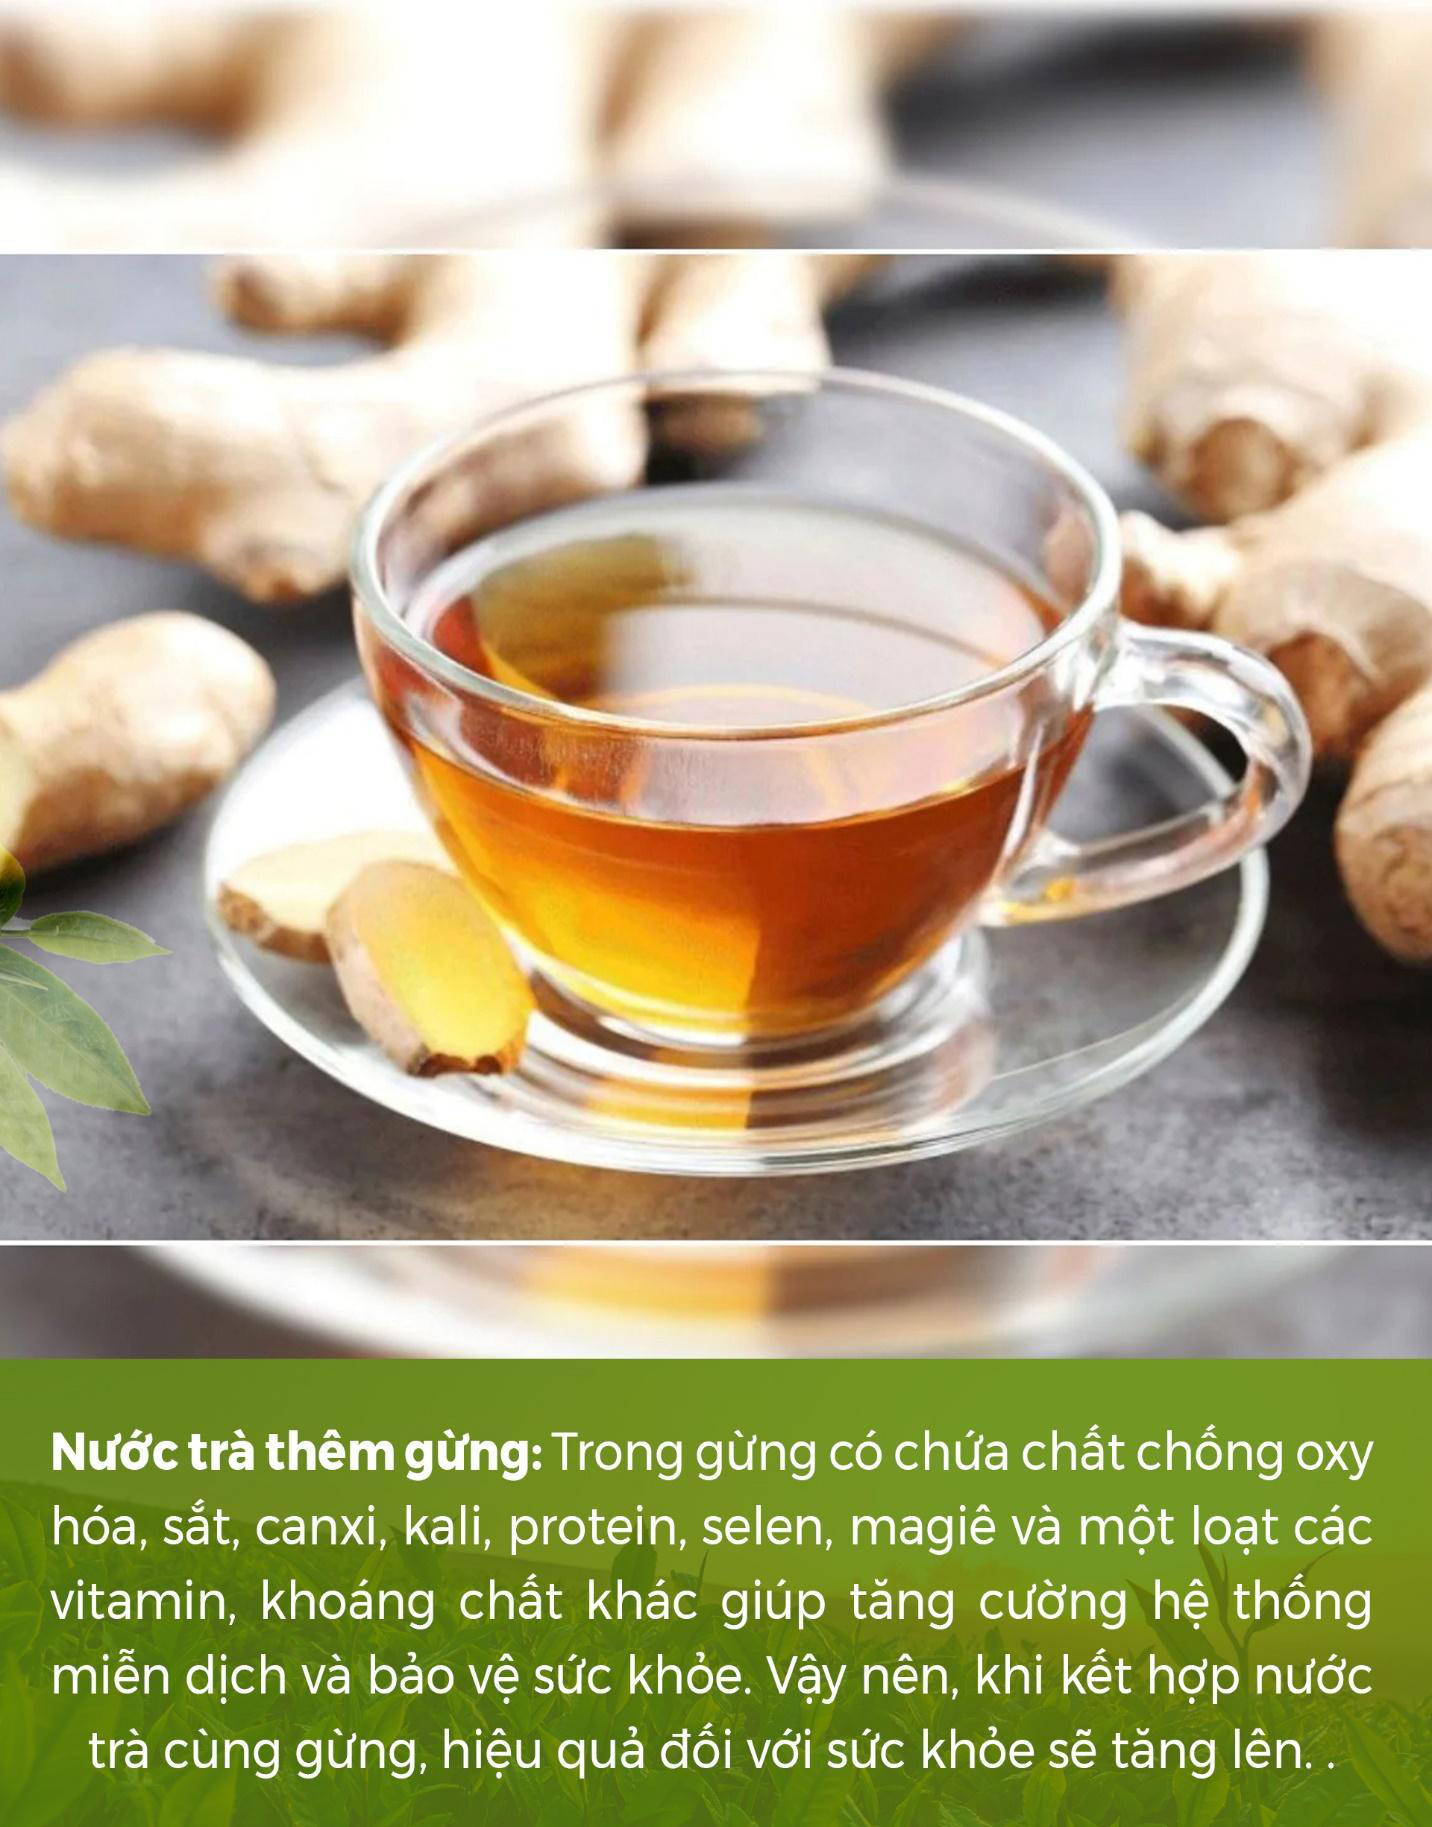 Nước trà thêm gừng: Trong gừng có chứa chất chống oxy
hóa, sắt, canxi, kali, protein, selen, magiê và một loạt các
vitamin, khoáng chất khác giúp tăng cường hệ thống
miễn dịch và bảo vệ sức khỏe. Vậy nên, khi kết hợp nước
trà cùng gừng, hiệu quả đối với sức khỏe sẽ tăng lên. .